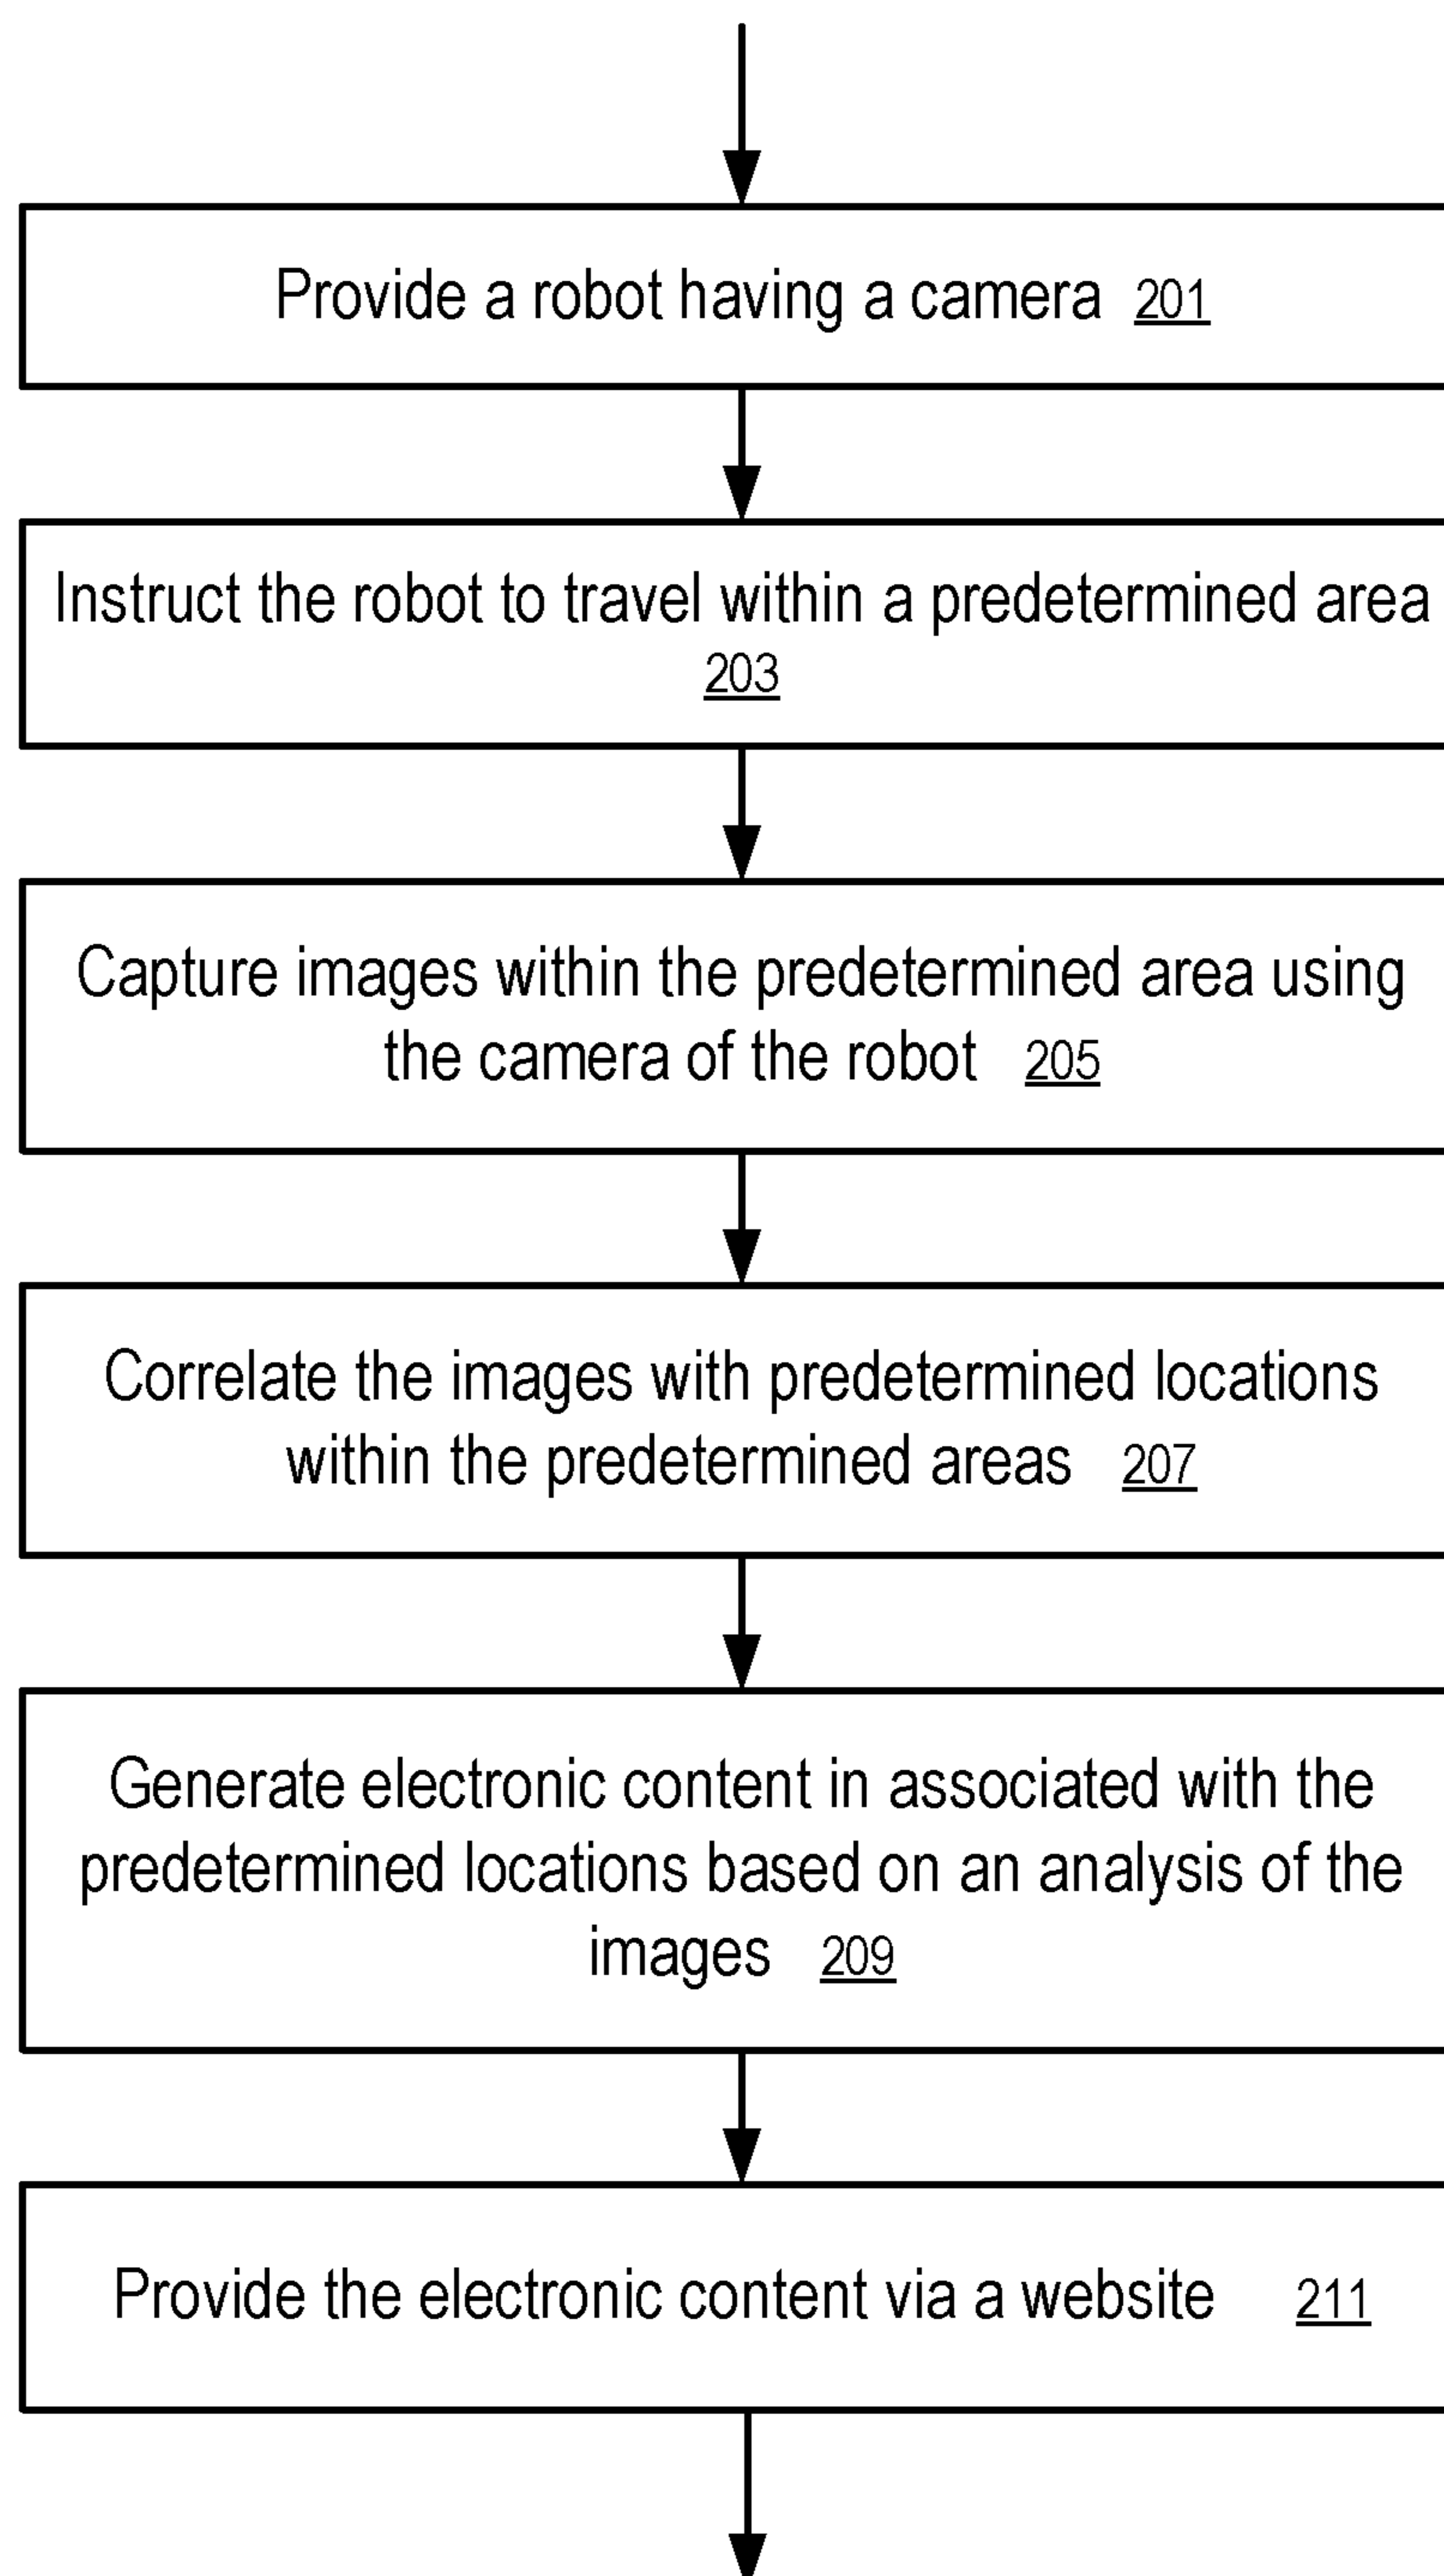 Provide a robot having a camera 201
Instruct the robot to travel within a predetermined area
203
Capture images within the predetermined area using
the camera of the robot 205
Correlate the images with predetermined locations
within the predetermined areas 207
Generate electronic content in associated with the
predetermined locations based on an analysis of the
images 209
Provide the electronic content via a website 211